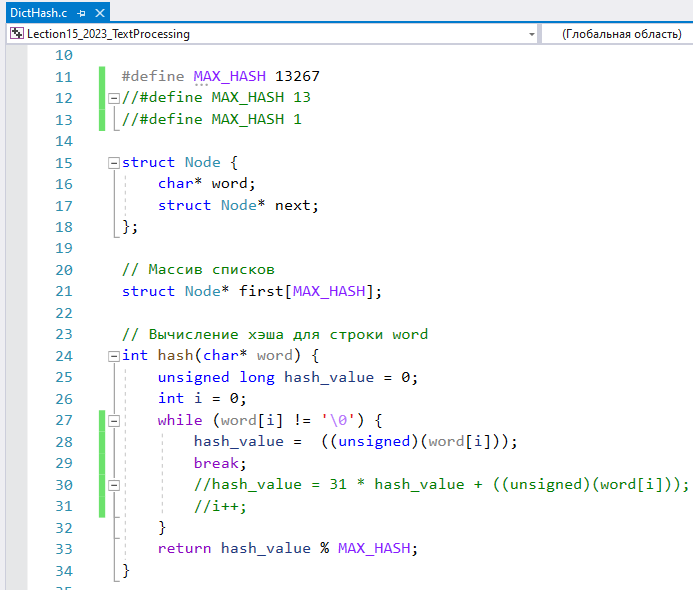 DictHash.c
Lection15_2023_TextProcessing (Глобальная область)
10
11 #define MAX_HASH 13267
12 //#define MAX_HASH 13
13 //#define MAX_HASH 1
14
15 struct Node {
16 char* word;
17 struct Node* next;
18 };
19
20 // Массив списков
21 struct Node* first[MAX_HASH];
22
23 // Вычисление хэша для строки word
24 int hash(char* word) {
25 unsigned long hash_value = 0;
26 int i = 0;
27 while (word[i] != '\0') {
28 hash_value =  ((unsigned)(word[i]));
29 break;
30 //hash_value = 31 * hash_value + ((unsigned)(word[i]));
31 //i++;
32 }
33 return hash_value % MAX_HASH;
34 }